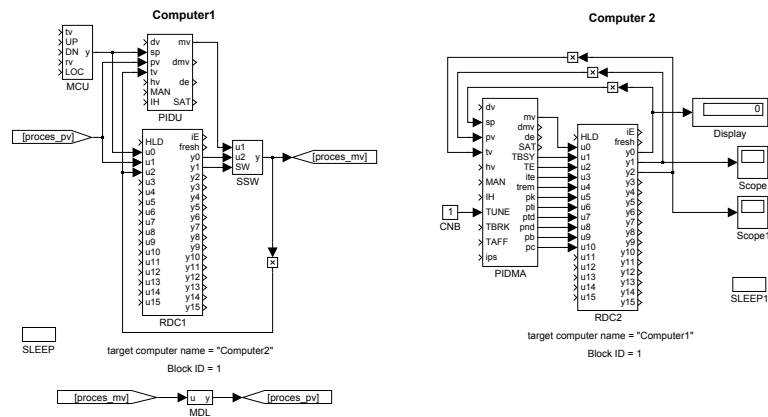 Computer1
tv
UP
DN y
rv
LOC
MCU
dv mv
sp
pv dmv
tv
hv de
MAN
IH SAT
PIDU
[proces_pv]
HLD iE
fresh
u0 y0
u1 y1
u2 y2
u3 y3
u4 y4
u5 y5
u6 y6
u7 y7
u8 y8
u9 y9
u10 y10
u11 y11
u12 y12
u13 y13
u14 y14
u15 y15
RDC1
u1
u2 y
SW
SSW
[proces_mv]
SLEEP
target computer name = "Computer2"
Block ID = 1
[proces_mv]
u y
MDL
[proces_pv]
Computer 2
dv
sp
pv
tv
hv
MAN
IH
TUNE
TBRK
TAFF
ips
mv
dmv
de
SAT
TBSY
TE
ite
trem
pk
pti
ptd
pnd
pb
pc
PIDMA
1
CNB
HLD iE
fresh
u0 y0
u1 y1
u2 y2
u3 y3
u4 y4
u5 y5
u6 y6
u7 y7
u8 y8
u9 y9
u10 y10
u11 y11
u12 y12
u13 y13
u14 y14
u15 y15
RDC2
0
Display
Scope
Scope1
SLEEP1
target computer name = "Computer1"
Block ID = 1